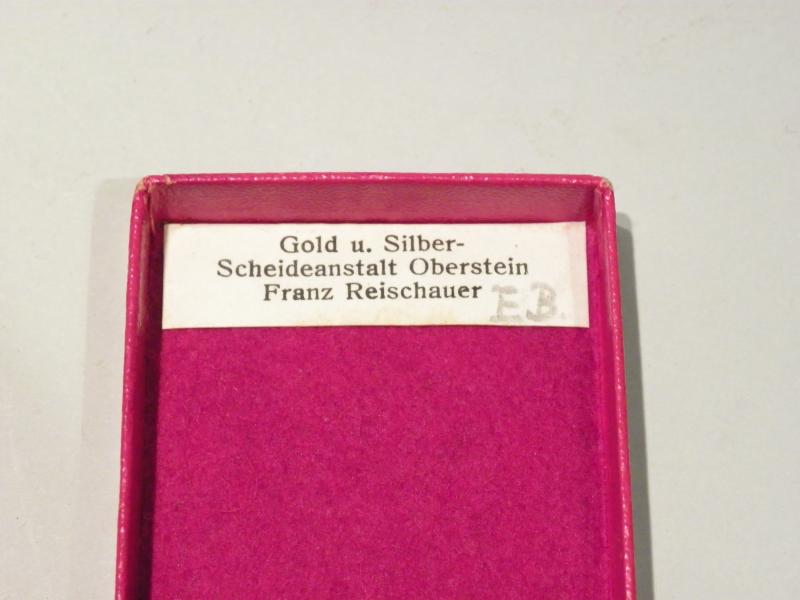 Gold u. Silber-
Scheideanstalt Oberstein
Franz Reischauer
E.B.